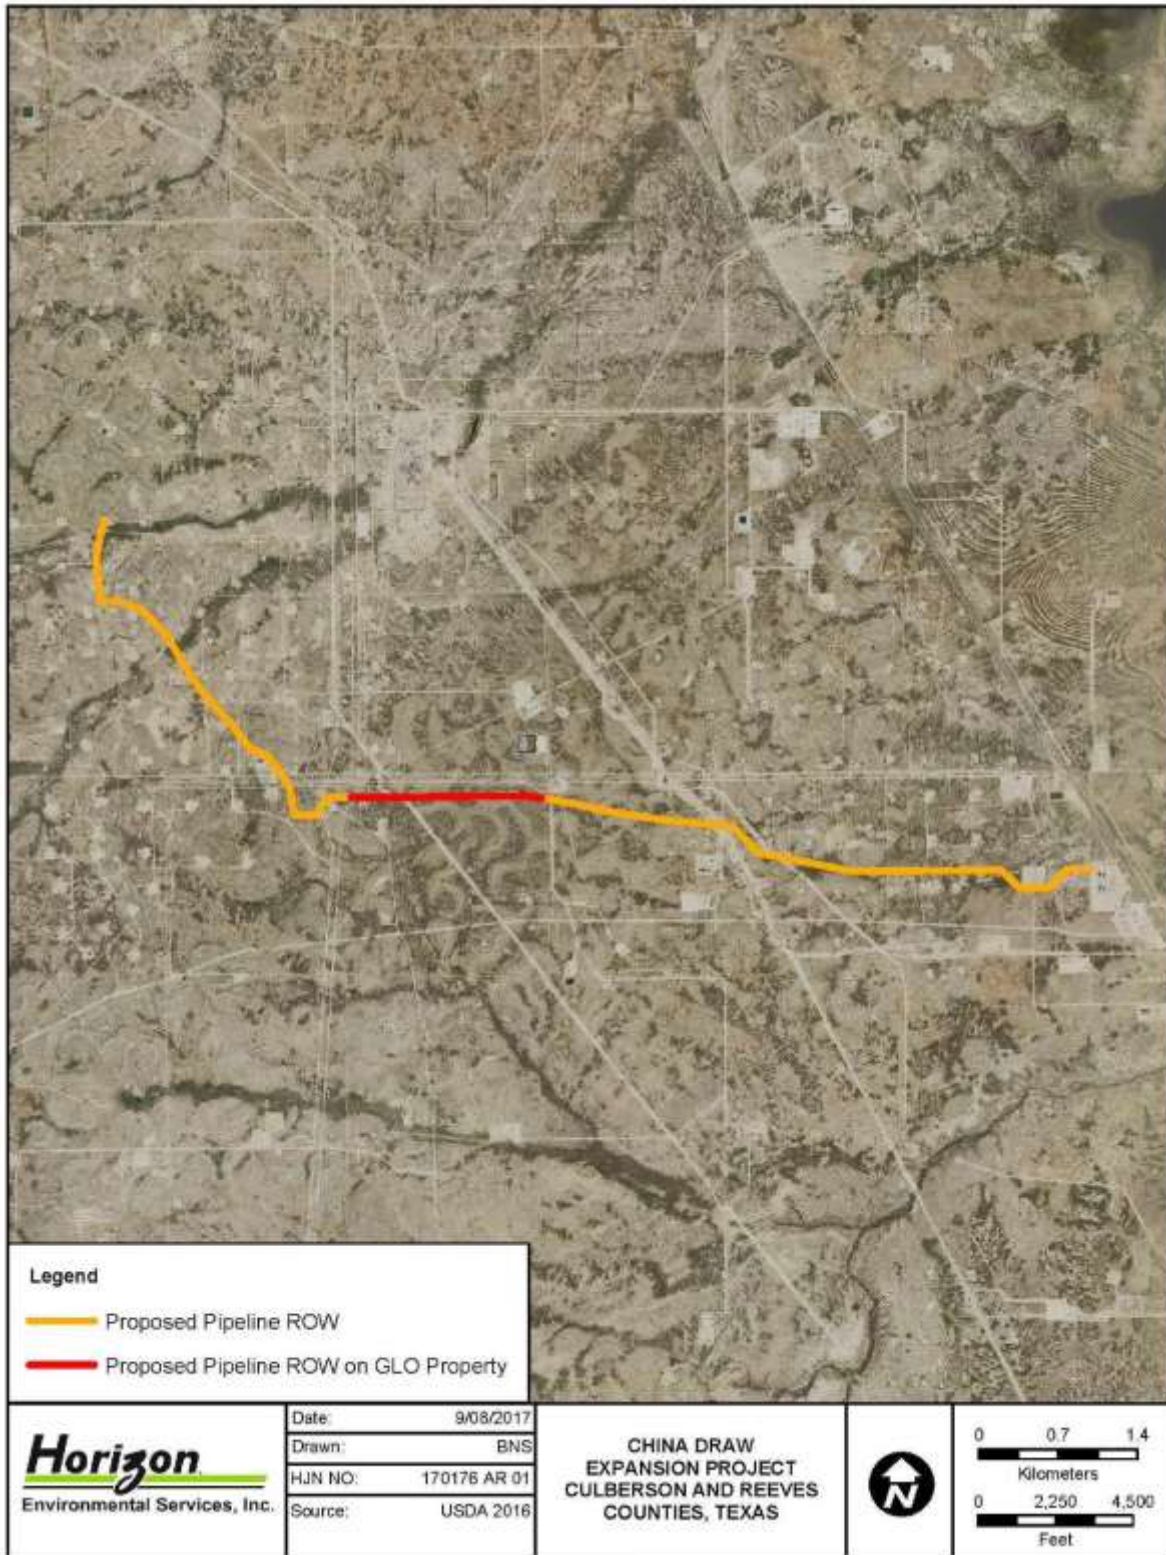 Legend
Proposed Pipeline ROW
Proposed Pipeline ROW on GLO Property
Horizon
Environmental Services, Inc.
Date: 9/08/2017
Drawn: BNS
HJN NO: 170176 AR 01
Source: USDA 2016
CHINA DRAW
EXPANSION PROJECT
CULBERSON AND REEVES
COUNTIES, TEXAS
N
0 0.7 1.4
Kilometers
0 2,250 4,500
Feet